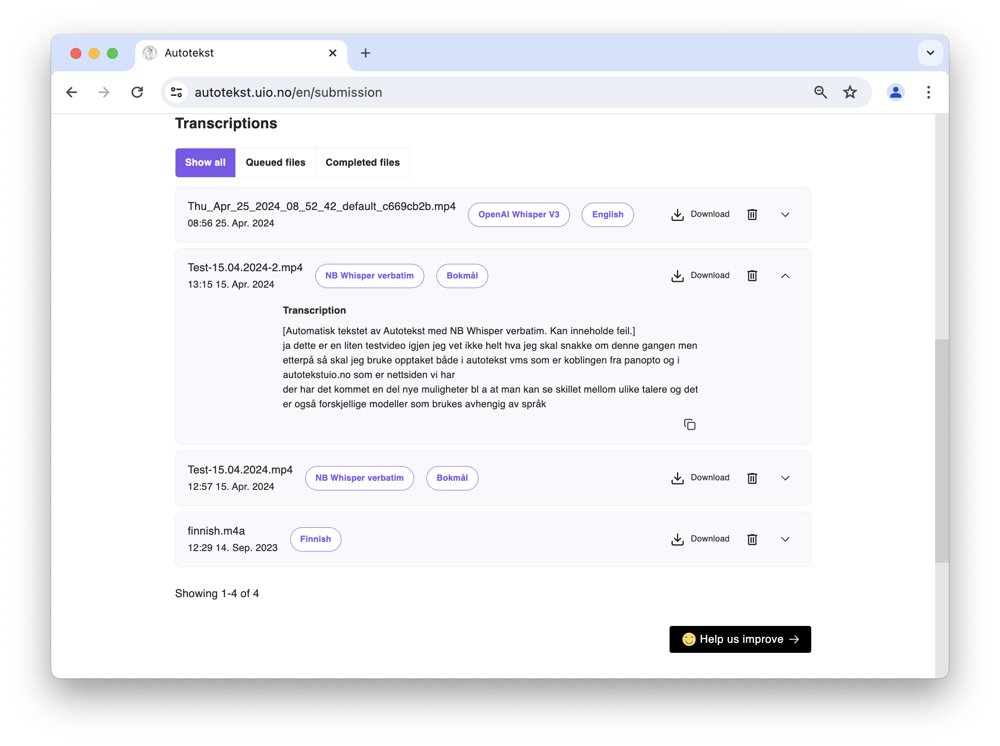 Autotekst
autotekst.uio.no/en/submission
Transcriptions
Show all
Queued files
Completed files
Thu_Apr_25_2024_08_52_42_default_c669cb2b.mp4
08:56 25. Apr. 2024
OpenAI Whisper V3
English
Download
Test-15.04.2024-2.mp4
13:15 15. Apr. 2024
NB Whisper verbatim
Bokmål
Download
Transcription
[Automatisk tekstet av Autotekst med NB Whisper verbatim. Kan inneholde feil.]
ja dette er en liten testvideo igjen jeg vet ikke helt hva jeg skal snakke om denne gangen men
etterpå så skal jeg bruke opptaket både i autotekst vms som er koblingen fra panopto og i
autotekstuio.no som er nettsiden vi har
der har det kommet en del nye muligheter bl a at man kan se skillet mellom ulike talere og det
er også forskjellige modeller som brukes avhengig av språk
Test-15.04.2024.mp4
12:57 15. Apr. 2024
NB Whisper verbatim
Bokmål
Download
finnish.m4a
12:29 14. Sep. 2023
Finnish
Download
Showing 1-4 of 4
Help us improve →